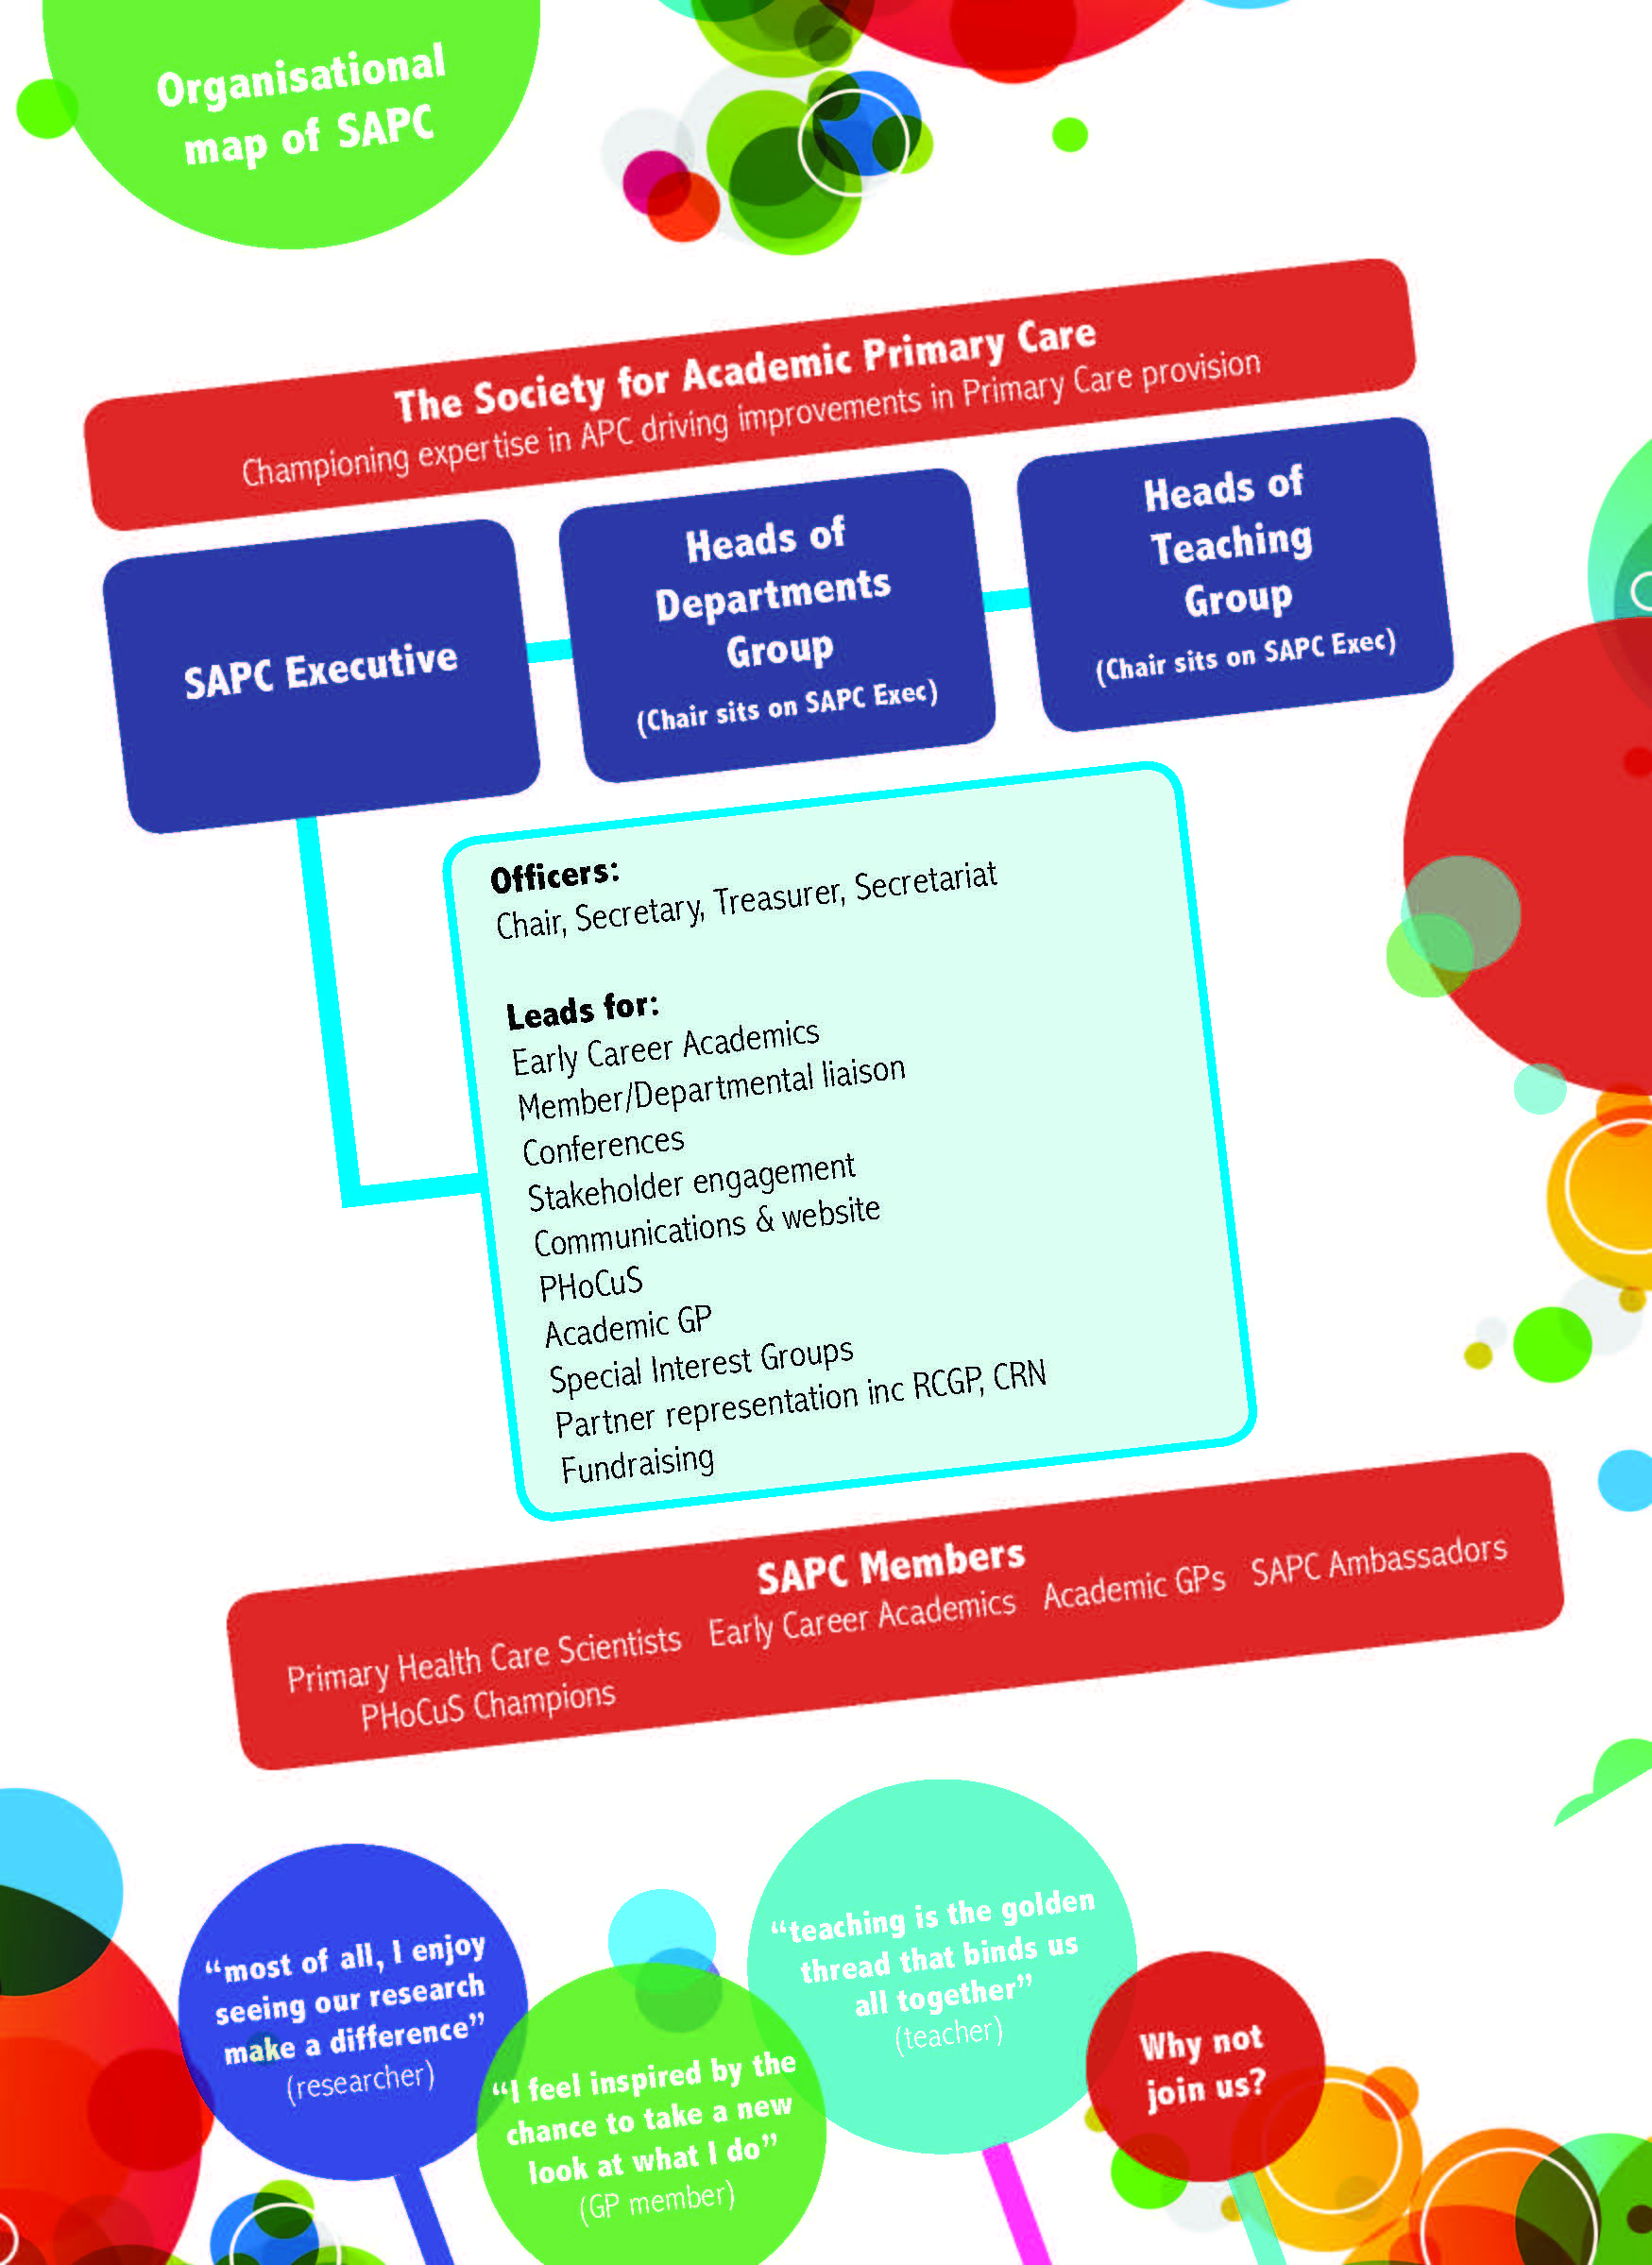 Organisational
map of SAPC
The Society for Academic Primary Care
Championing expertise in APC driving improvements in Primary Care provision
SAPC Executive
Heads of
Departments
Group
(Chair sits on SAPC Exec)
Heads of
Teaching
Group
(Chair sits on SAPC Exec)
Officers:
Chair, Secretary, Treasurer, Secretariat
Leads for:
Early Career Academics
Member/Departmental liaison
Conferences
Stakeholder engagement
Communications & website
PHoCuS
Academic GP
Special Interest Groups
Partner representation inc RCGP, CRN
Fundraising
SAPC Members
Primary Health Care Scientists Early Career Academics Academic GPs SAPC Ambassadors
PHoCuS Champions
“most of all, I enjoy
seeing our research
make a difference”
(researcher)
“I feel inspired by the
chance to take a new
look at what I do”
(GP member)
“teaching is the golden
thread that binds us
all together”
(teacher)
Why not
join us?